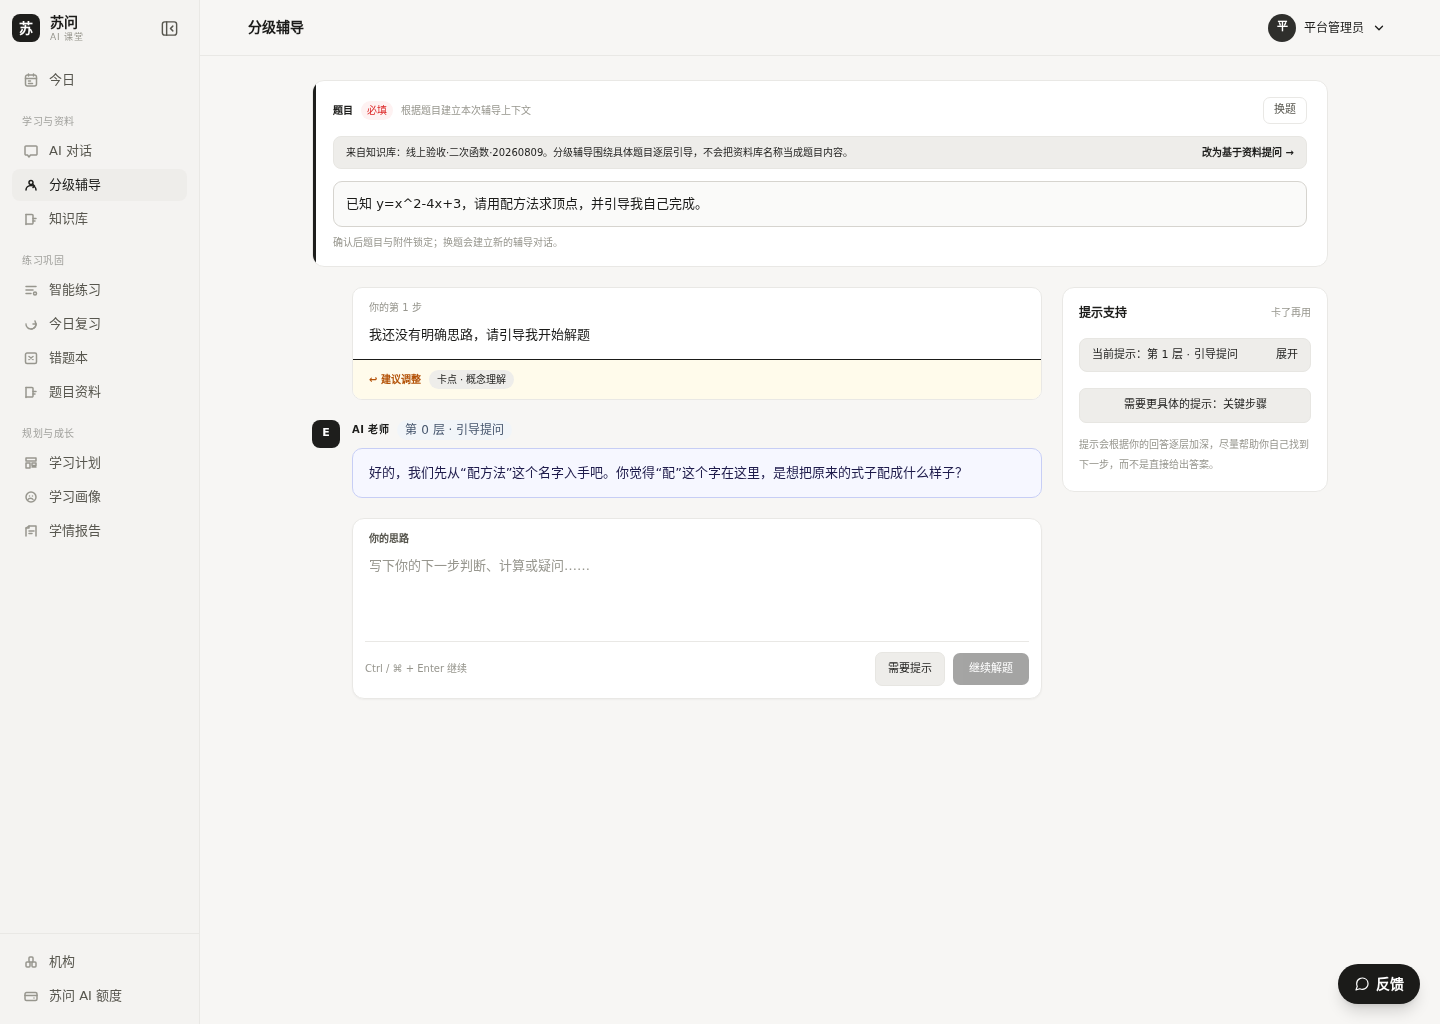 苏
苏问
AI 课堂
今日
学习与资料
AI 对话
分级辅导
知识库
练习巩固
智能练习
今日复习
错题本
题目资料
规划与成长
学习计划
学习画像
学情报告
机构
苏问 AI 额度
分级辅导
平
平台管理员
题目
必填
根据题目建立本次辅导上下文
换题
来自知识库：线上验收·二次函数·20260809。分级辅导围绕具体题目逐层引导，不会把资料库名称当成题目内容。
改为基于资料提问 →
已知 y=x^2-4x+3，请用配方法求顶点，并引导我自己完成。
确认后题目与附件锁定；换题会建立新的辅导对话。
你的第 1 步
我还没有明确思路，请引导我开始解题
↩ 建议调整
卡点 · 概念理解
E
AI 老师
第 0 层 · 引导提问
好的，我们先从“配方法”这个名字入手吧。你觉得“配”这个字在这里，是想把原来的式子配成什么样子？
你的思路
写下你的下一步判断、计算或疑问……
Ctrl / ⌘ + Enter 继续
需要提示
继续解题
提示支持
卡了再用
当前提示：第 1 层 · 引导提问
展开
需要更具体的提示：关键步骤
提示会根据你的回答逐层加深，尽量帮助你自己找到
下一步，而不是直接给出答案。
反馈